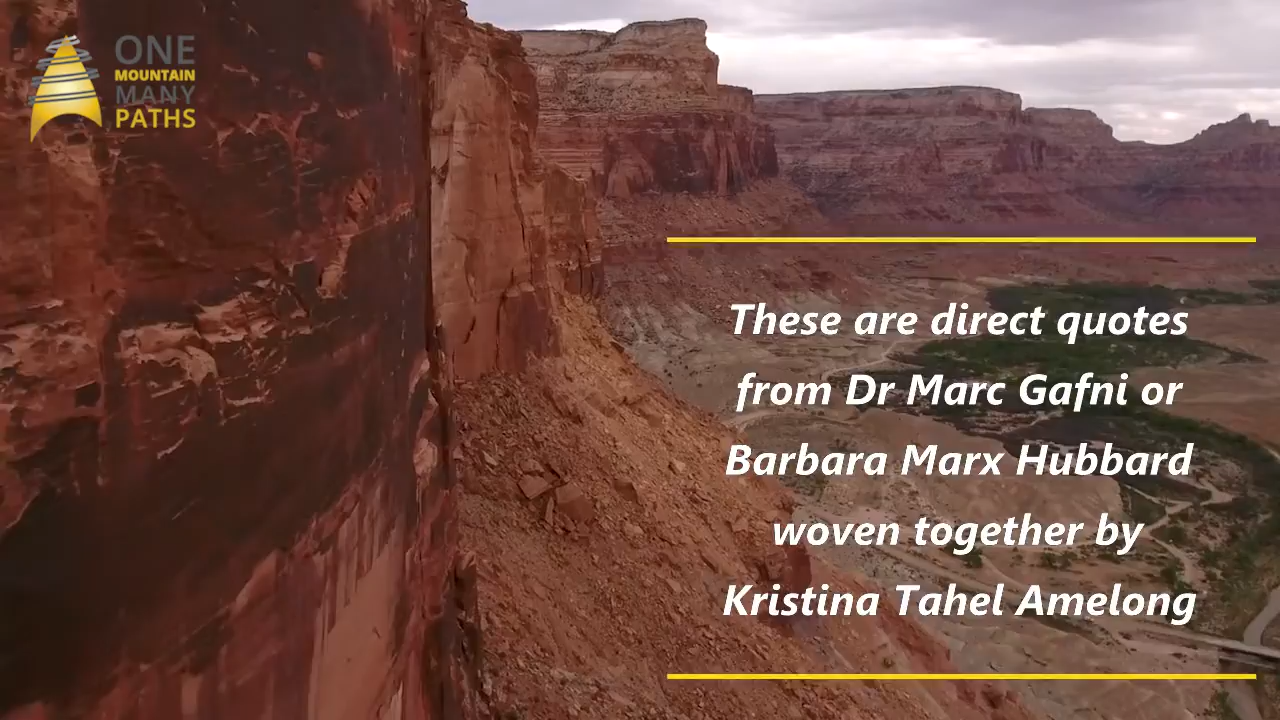 ONE
MOUNTAIN
MANY
PATHS
These are direct quotes
from Dr Marc Gafni or
Barbara Marx Hubbard
woven together by
Kristina Tahel Amelong